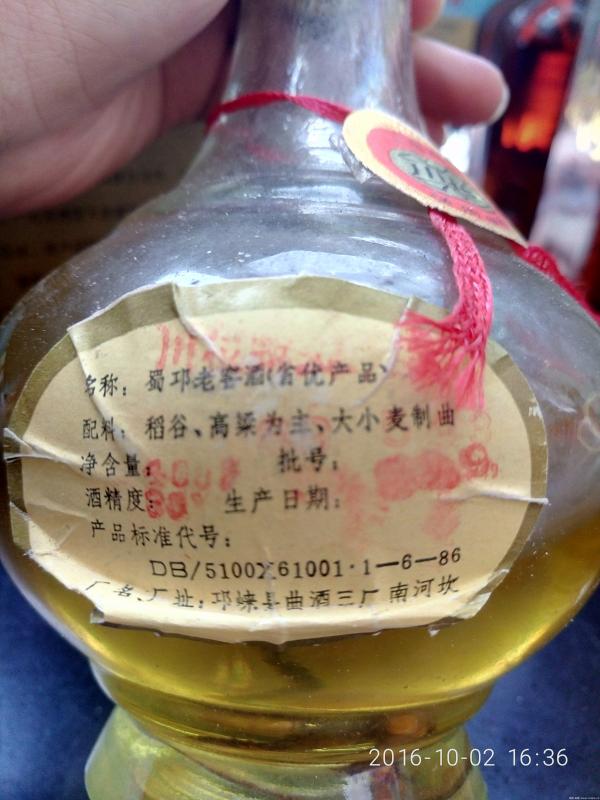 名称：蜀邛老窖酒(省优产品)
配料：稻谷、高梁为主、大小麦制曲
净含量： 批号：
酒精度： 生产日期：
产品标准代号：
DB/5100X61001·1—6—86
厂名、厂址：邛崃县曲酒三厂 南河坎
2016-10-02 16:36